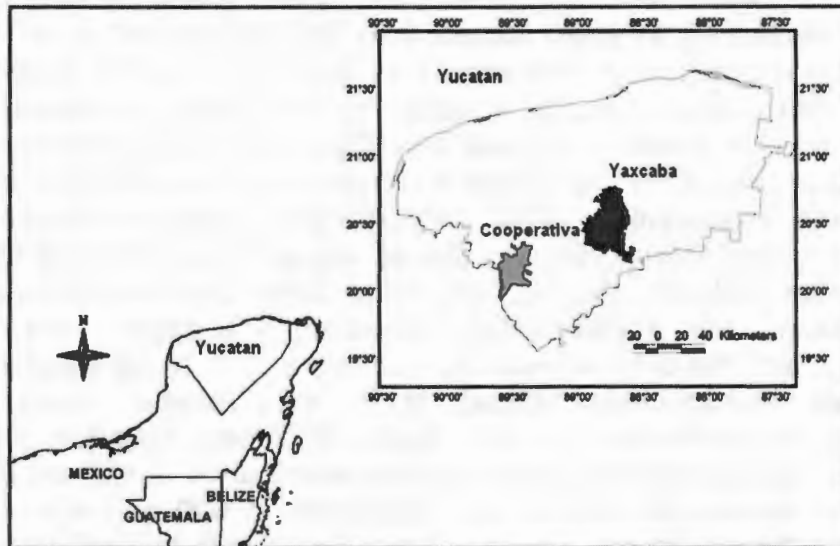 90°30' 90°00' 89°30' 89°00' 88°30' 88°00' 87°30'
Yucatan
21°30' 21°30'
21°00' 21°00'
Yaxcaba
Cooperativa
20°30' 20°30'
20°00' 20°00'
20 0 20 40 Kilometers
19°30' 19°30'
90°00' 89°30' 89°00' 88°30' 88°00' 87°30'
N
Yucatan
MEXICO
BELIZE
GUATEMALA